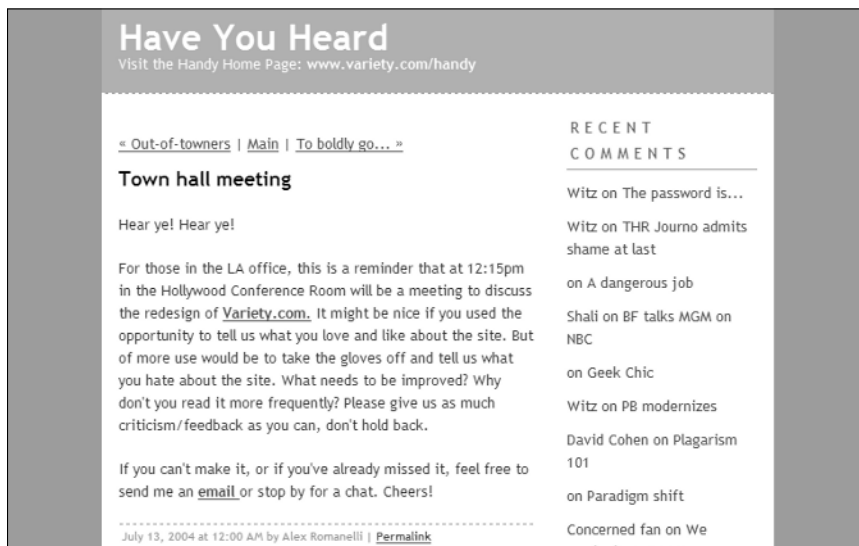 Have You Heard
Visit the Handy Home Page: www.variety.com/handy
« Out-of-towners | Main | To boldly go... »
Town hall meeting
Hear ye! Hear ye!
For those in the LA office, this is a reminder that at 12:15pm
in the Hollywood Conference Room will be a meeting to discuss
the redesign of Variety.com. It might be nice if you used the
opportunity to tell us what you love and like about the site. But
of more use would be to take the gloves off and tell us what
you hate about the site. What needs to be improved? Why
don't you read it more frequently? Please give us as much
criticism/feedback as you can, don't hold back.
If you can't make it, or if you've already missed it, feel free to
send me an email or stop by for a chat. Cheers!
July 13, 2004 at 12:00 AM by Alex Romanelli | Permalink
RECENT
COMMENTS
Witz on The password is...
Witz on THR Journo admits
shame at last
on A dangerous job
Shali on BF talks MGM on
NBC
on Geek Chic
Witz on PB modernizes
David Cohen on Plagarism
101
on Paradigm shift
Concerned fan on We